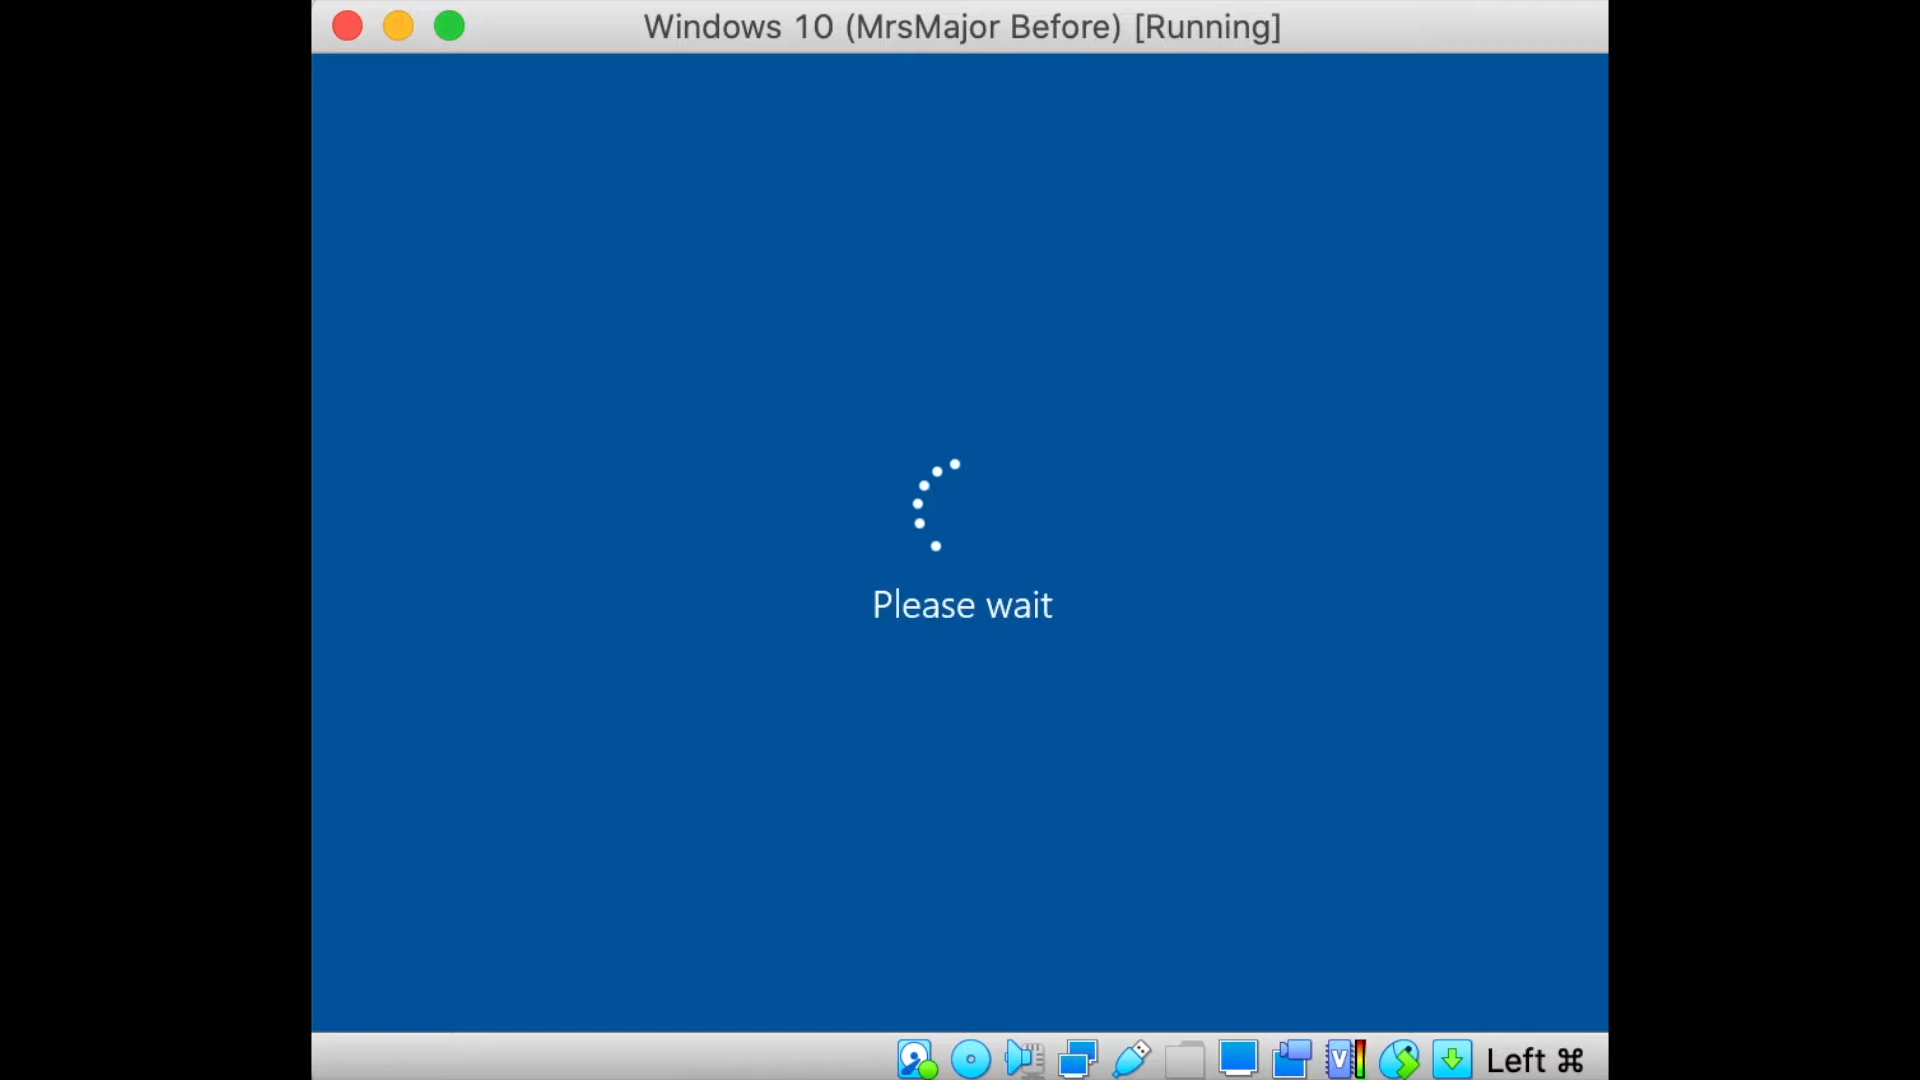 Windows 10 (MrsMajor Before) [Running]
Please wait
V
Left ⌘